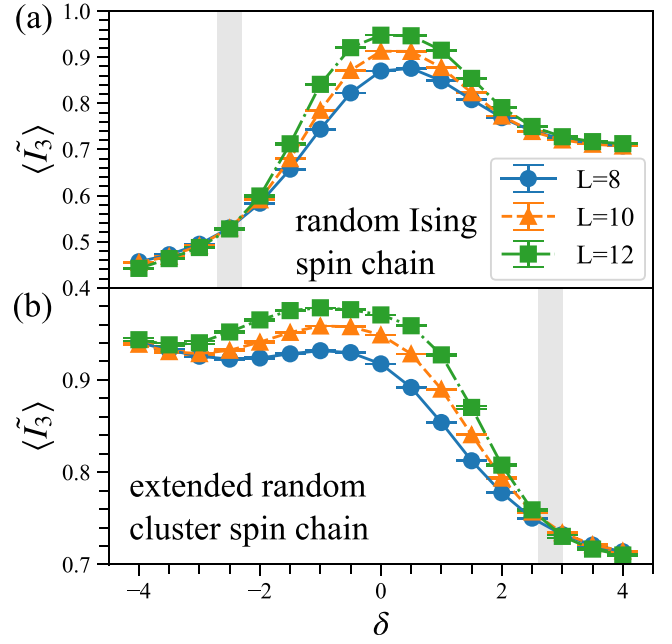 (a)
1.0
0.9
0.8
0.7
0.6
0.5
0.4
⟨Ĩ₃⟩
L=8
L=10
L=12
random Ising
spin chain
(b)
0.9
0.8
0.7
⟨Ĩ₃⟩
extended random
cluster spin chain
−4
−2
0
2
4
δ